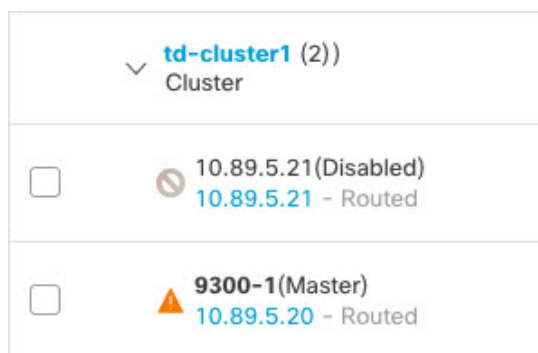 td-cluster1 (2))
Cluster
10.89.5.21(Disabled)
10.89.5.21 - Routed
9300-1(Master)
10.89.5.20 - Routed